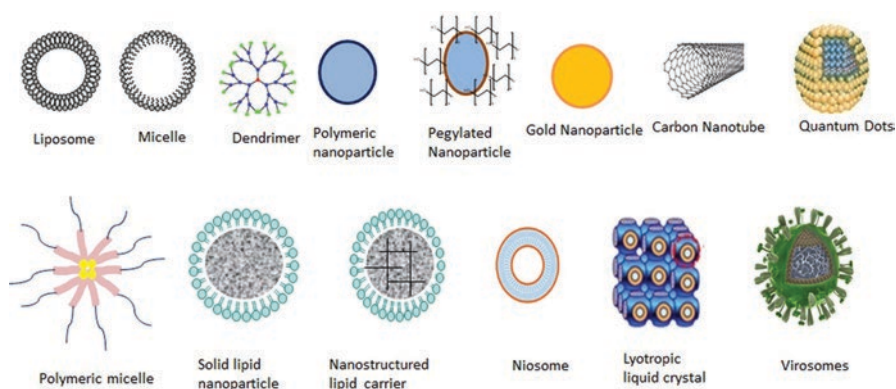 Liposome
Micelle
Dendrimer
Polymeric
nanoparticle
Pegylated
Nanoparticle
Gold Nanoparticle
Carbon Nanotube
Quantum Dots
Polymeric micelle
Solid lipid
nanoparticle
Nanostructured
lipid carrier
Niosome
Lyotropic
liquid crystal
Virosomes